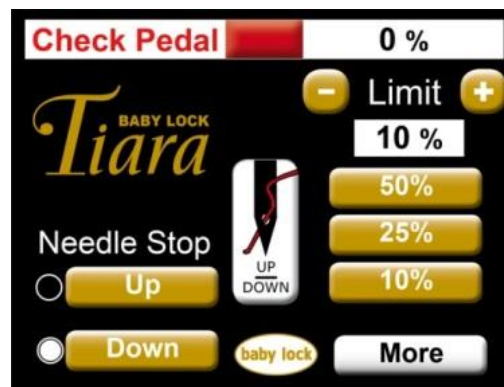 Check Pedal
0 %
− Limit +
10 %
BABY LOCK
Tiara
50%
25%
10%
Needle Stop
Up
Down
UP
DOWN
baby lock
More